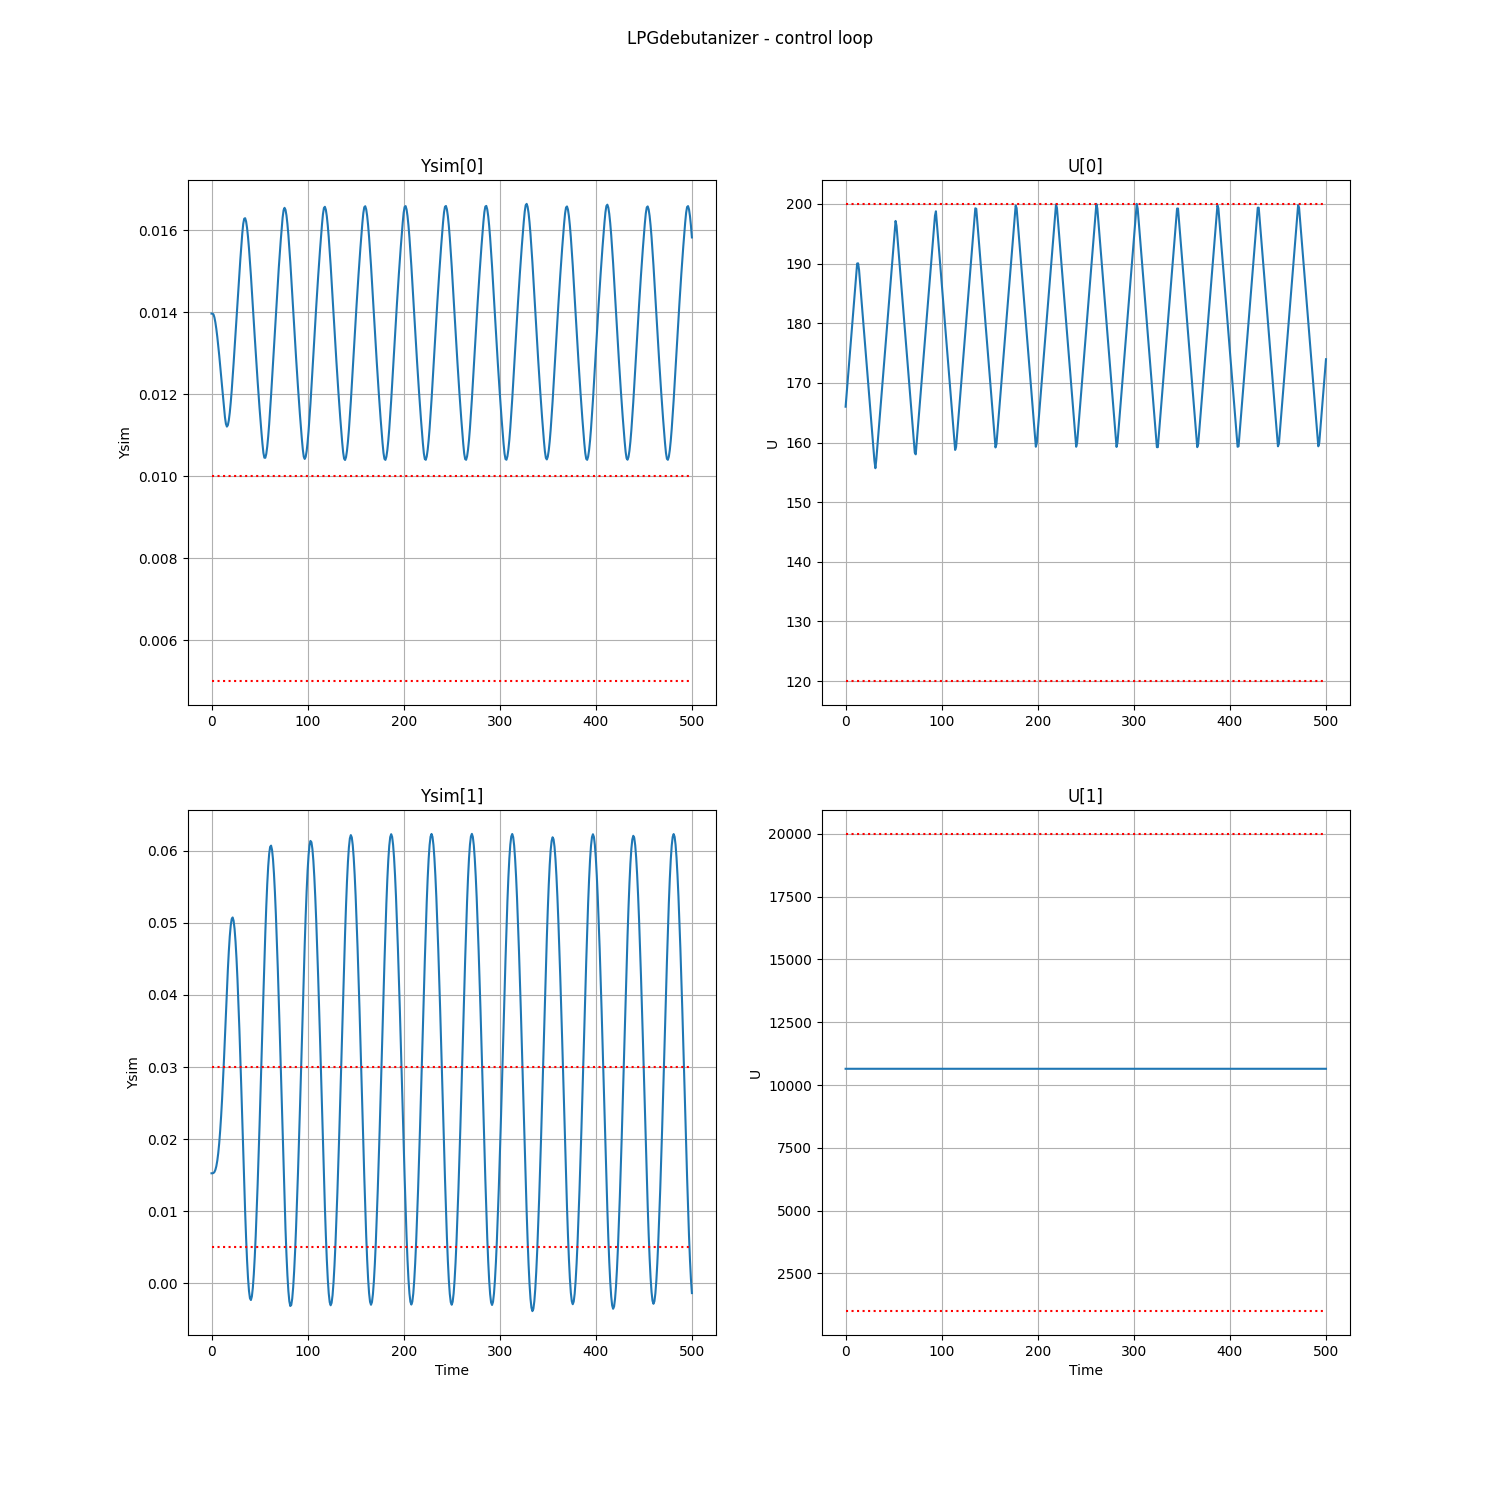 LPGdebutanizer - control loop
Ysim[0]
0.016
0.014
0.012
0.010
0.008
0.006
Ysim
0 100 200 300 400 500
U[0]
200
190
180
170
160
150
140
130
120
U
0 100 200 300 400 500
Ysim[1]
0.06
0.05
0.04
0.03
0.02
0.01
0.00
Ysim
0 100 200 300 400 500
Time
U[1]
20000
17500
15000
12500
10000
7500
5000
2500
U
0 100 200 300 400 500
Time